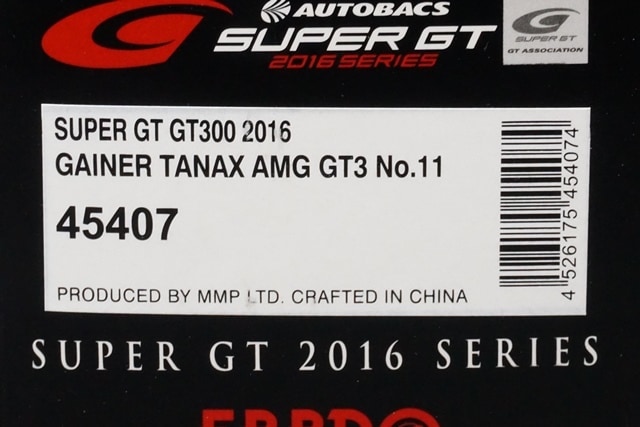 AUTOBACS
SUPER GT
2016 SERIES
SUPER GT
GT ASSOCIATION
SUPER GT GT300 2016
GAINER TANAX AMG GT3 No.11
45407
PRODUCED BY MMP LTD. CRAFTED IN CHINA
4 526175 454074
SUPER GT 2016 SERIES
EBBRO